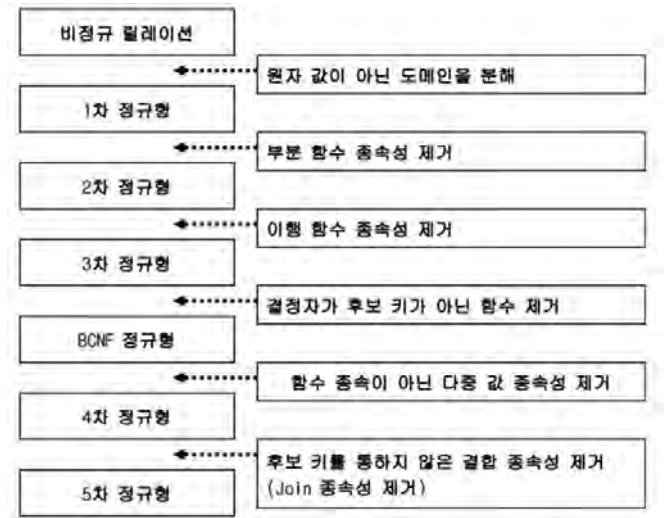 비정규 릴레이션
원자 값이 아닌 도메인을 분해
1차 정규형
부분 함수 종속성 제거
2차 정규형
이행 함수 종속성 제거
3차 정규형
결정자가 후보 키가 아닌 함수 제거
BCNF 정규형
함수 종속이 아닌 다중 값 종속성 제거
4차 정규형
후보 키를 통하지 않은 결합 종속성 제거
(Join 종속성 제거)
5차 정규형